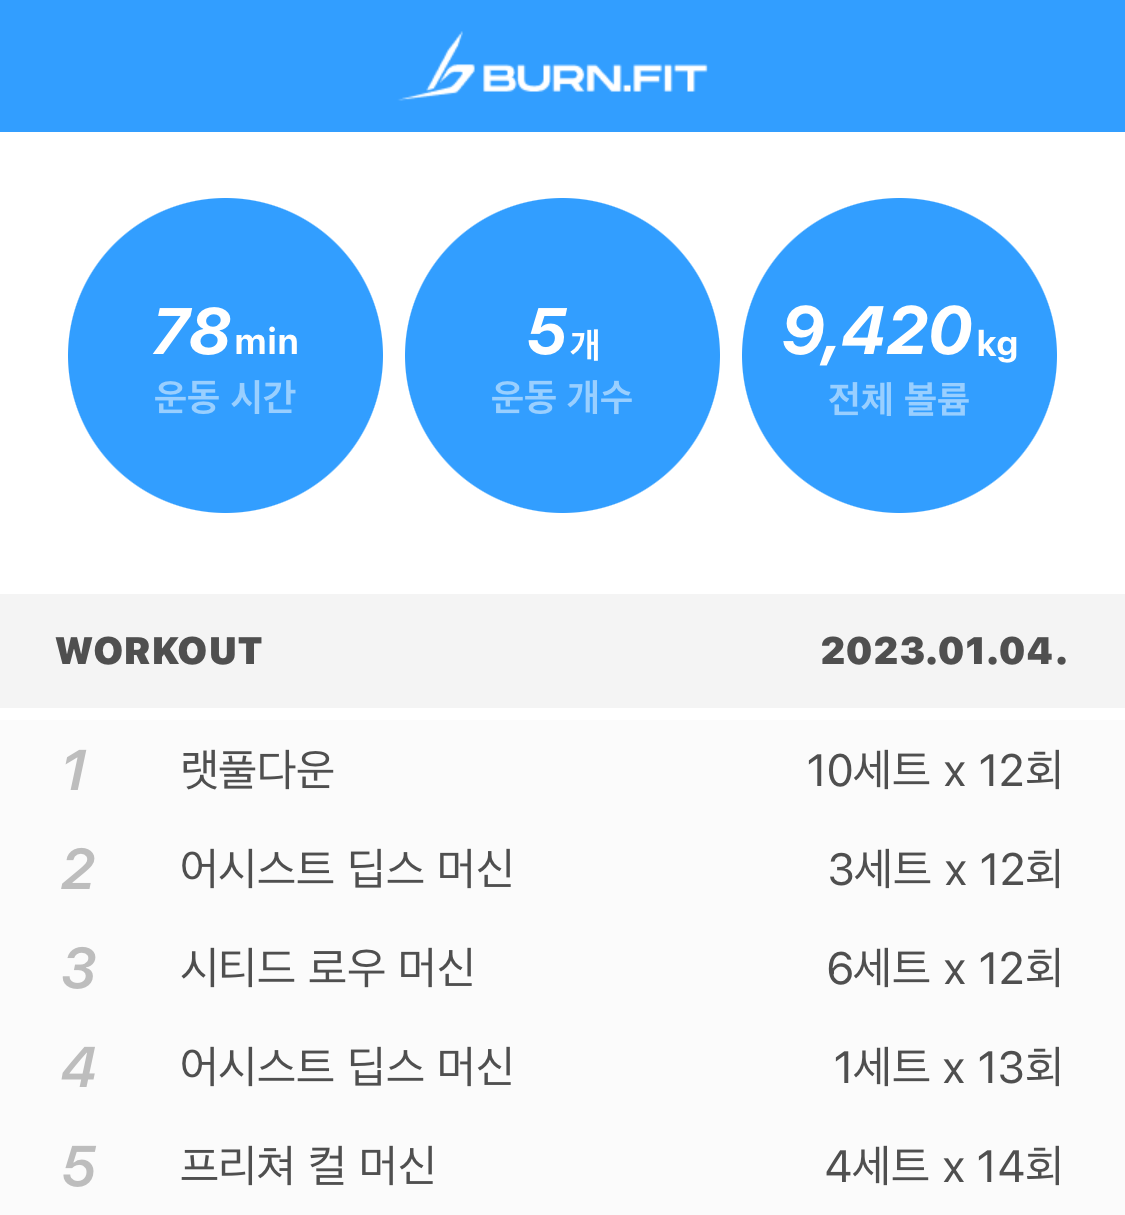 BURN.FIT
78min
운동 시간
5개
운동 개수
9,420kg
전체 볼륨
WORKOUT 2023.01.04.
1 랫풀다운 10세트 x 12회
2 어시스트 딥스 머신 3세트 x 12회
3 시티드 로우 머신 6세트 x 12회
4 어시스트 딥스 머신 1세트 x 13회
5 프리쳐 컬 머신 4세트 x 14회